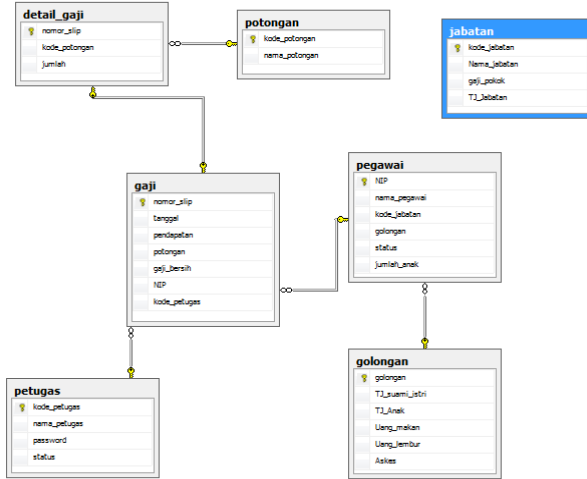 detail_gaji
nomor_slip
kode_potongan
jumlah
potongan
kode_potongan
nama_potongan
jabatan
kode_jabatan
Nama_jabatan
gaji_pokok
TJ_Jabatan
gaji
nomor_slip
tanggal
pendapatan
potongan
gaji_bersih
NIP
kode_petugas
pegawai
NIP
nama_pegawai
kode_jabatan
golongan
status
jumlah_anak
petugas
kode_petugas
nama_petugas
password
status
golongan
golongan
TJ_suami_istri
TJ_Anak
Uang_makan
Uang_lembur
Askes